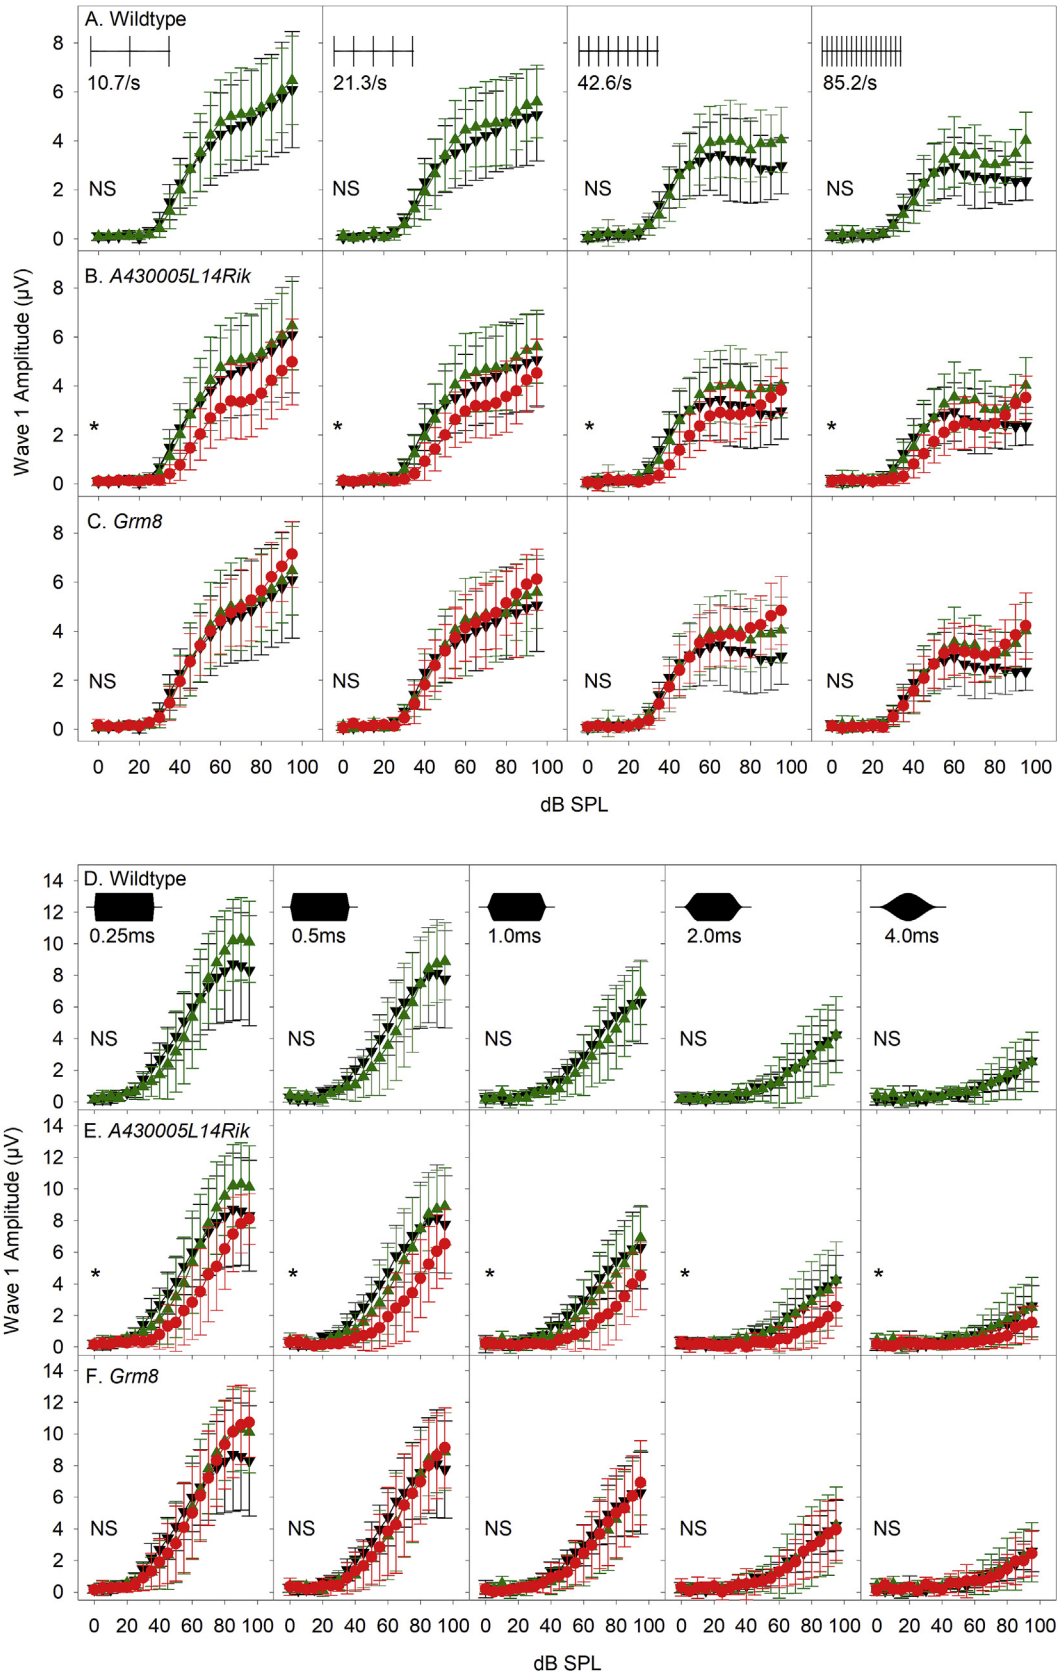 A. Wildtype
10.7/s
21.3/s
42.6/s
85.2/s
8
6
4
2
0
NS
NS
NS
NS
B. A430005L14Rik
8
6
4
2
0
*
*
*
*
Wave 1 Amplitude (µV)
C. Grm8
8
6
4
2
0
NS
NS
NS
NS
0 20 40 60 80 100 0 20 40 60 80 100 0 20 40 60 80 100 0 20 40 60 80 100
dB SPL
D. Wildtype
0.25ms
0.5ms
1.0ms
2.0ms
4.0ms
14
12
10
8
6
4
2
0
NS
NS
NS
NS
NS
E. A430005L14Rik
14
12
10
8
6
4
2
0
*
*
*
*
*
Wave 1 Amplitude (µV)
F. Grm8
14
12
10
8
6
4
2
0
NS
NS
NS
NS
NS
0 20 40 60 80 100 0 20 40 60 80 100 0 20 40 60 80 100 0 20 40 60 80 100 0 20 40 60 80 100
dB SPL